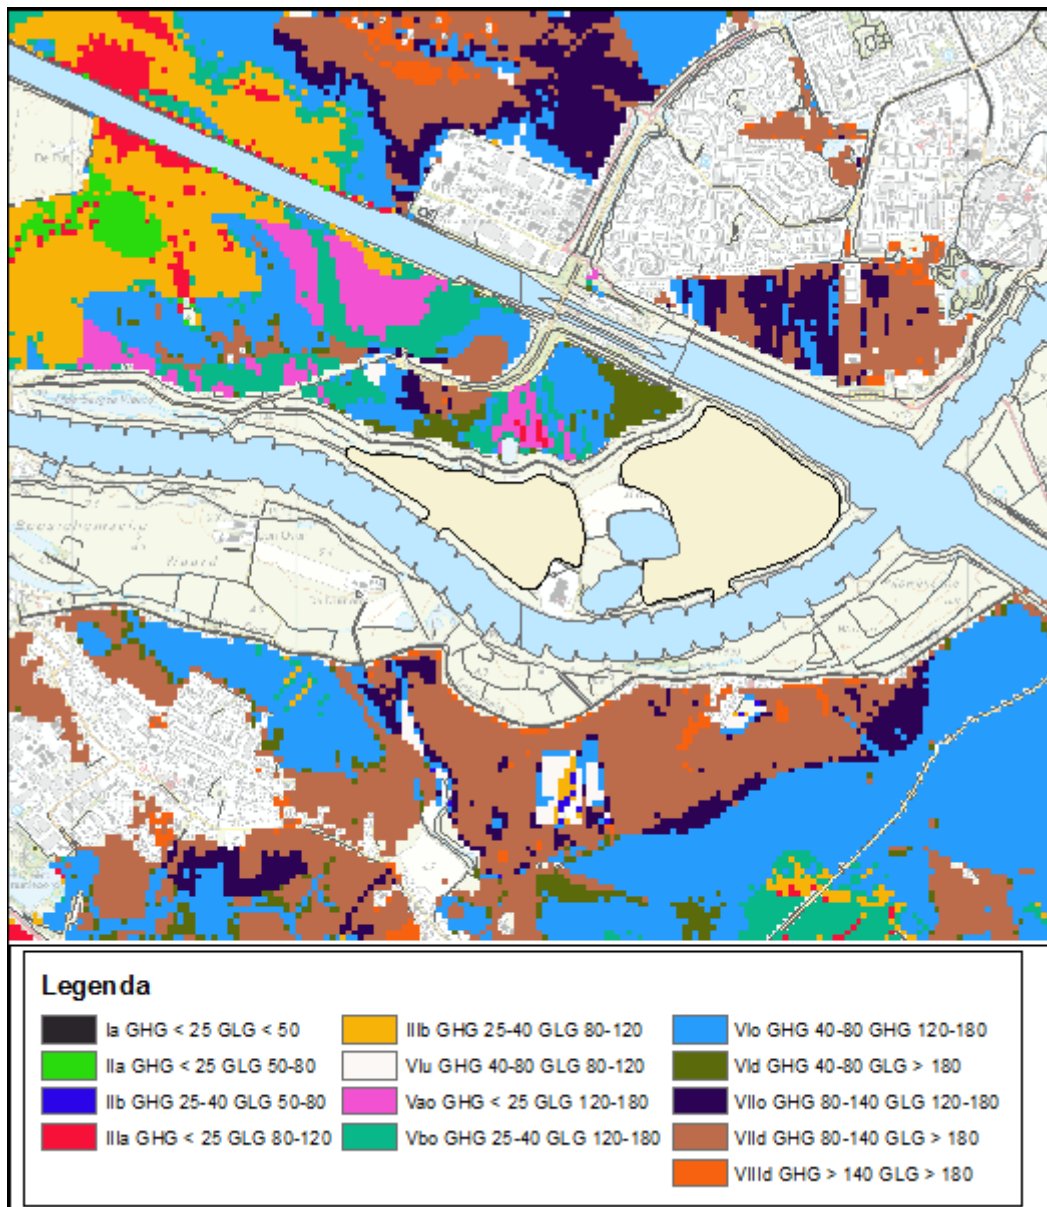 Legenda
Ia GHG < 25 GLG < 50
IIa GHG < 25 GLG 50-80
IIb GHG 25-40 GLG 50-80
IIIa GHG < 25 GLG 80-120
IIIb GHG 25-40 GLG 80-120
VIu GHG 40-80 GLG 80-120
Vao GHG < 25 GLG 120-180
Vbo GHG 25-40 GLG 120-180
VIo GHG 40-80 GHG 120-180
VId GHG 40-80 GLG > 180
VIIo GHG 80-140 GLG 120-180
VIId GHG 80-140 GLG > 180
VIIId GHG > 140 GLG > 180